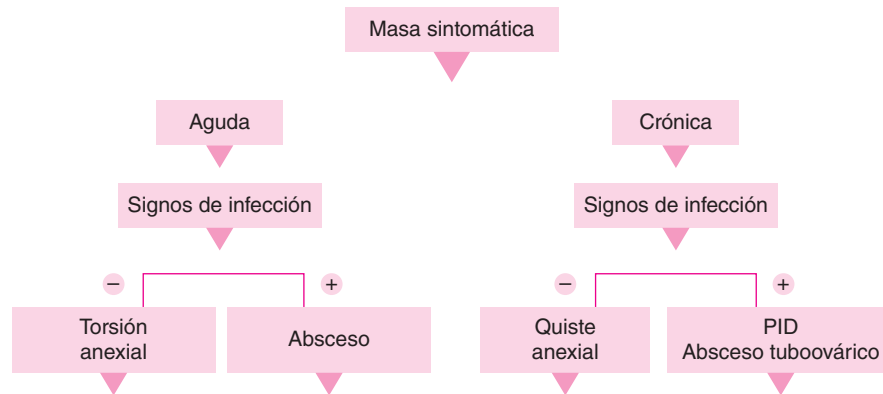 Masa sintomática
Aguda
Crónica
Signos de infección
Signos de infección
−
+
−
+
Torsión
anexial
Absceso
Quiste
anexial
PID
Absceso tuboovárico